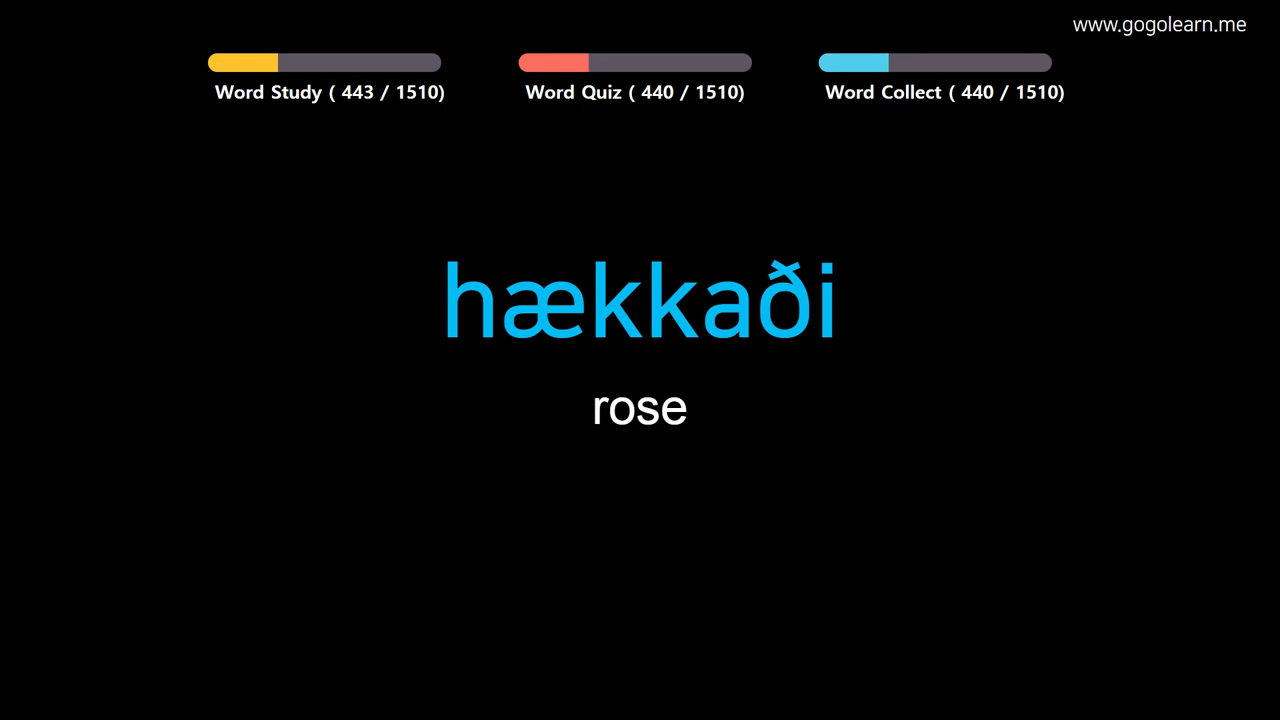 www.gogolearn.me
Word Study ( 443 / 1510)
Word Quiz ( 440 / 1510)
Word Collect ( 440 / 1510)
hækkaði
rose